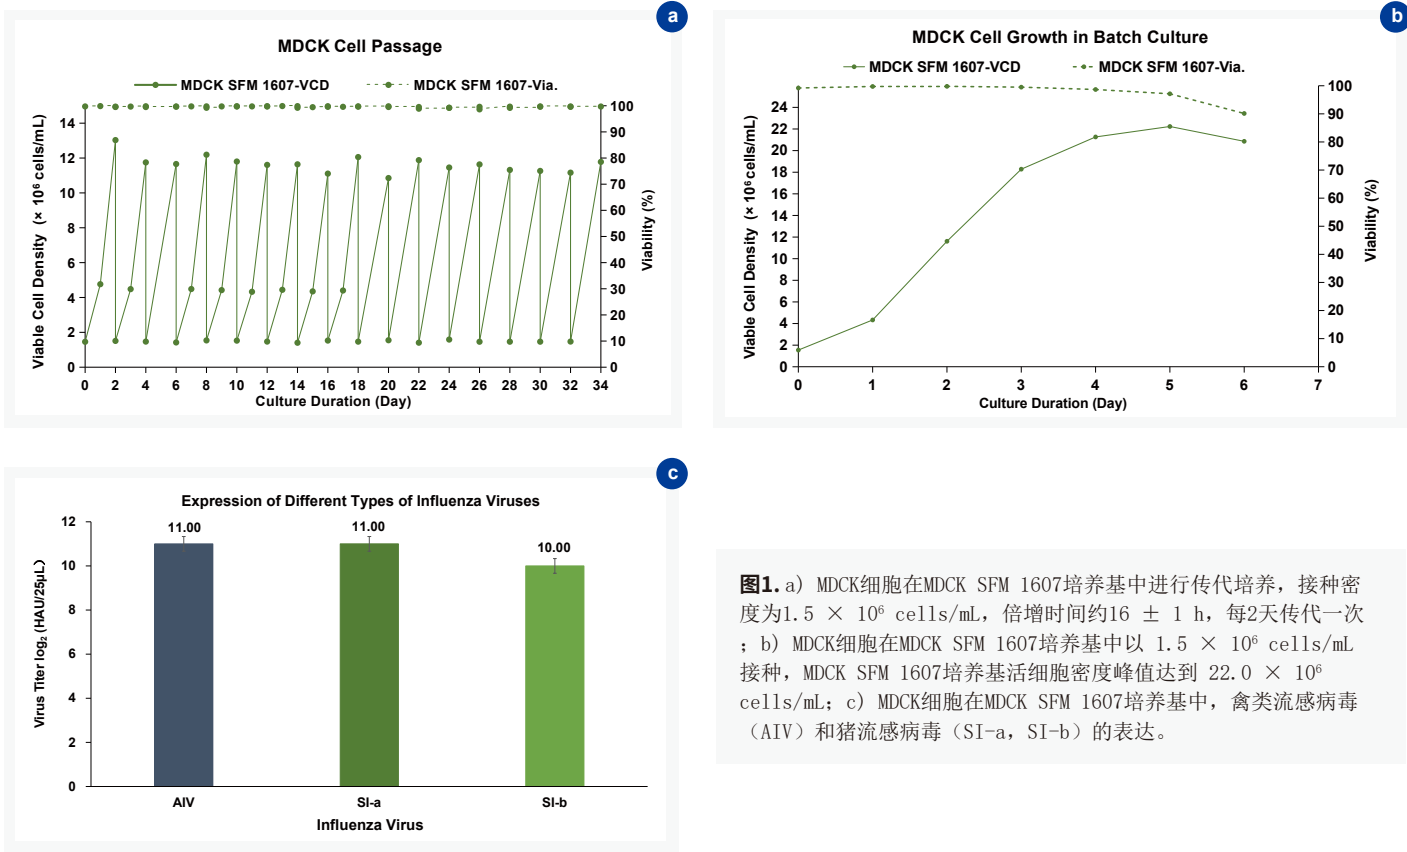 a
MDCK Cell Passage
MDCK SFM 1607-VCD
MDCK SFM 1607-Via.
Viable Cell Density (× 10⁶ cells/mL)
14
12
10
8
6
4
2
0
100
90
80
70
60
50
40
30
20
10
0
Viability (%)
0 2 4 6 8 10 12 14 16 18 20 22 24 26 28 30 32 34
Culture Duration (Day)
b
MDCK Cell Growth in Batch Culture
MDCK SFM 1607-VCD
MDCK SFM 1607-Via.
Viable Cell Density (× 10⁶ cells/mL)
24
22
20
18
16
14
12
10
8
6
4
2
0
100
90
80
70
60
50
40
30
20
10
0
Viability (%)
0 1 2 3 4 5 6 7
Culture Duration (Day)
c
Expression of Different Types of Influenza Viruses
Virus Titer log₂ (HAU/25μL)
12
10
8
6
4
2
0
11.00
11.00
10.00
AIV SI-a SI-b
Influenza Virus
图1. a) MDCK细胞在MDCK SFM 1607培养基中进行传代培养，接种密
度为1.5 × 10⁶ cells/mL，倍增时间约16 ± 1 h，每2天传代一次
；b) MDCK细胞在MDCK SFM 1607培养基中以 1.5 × 10⁶ cells/mL
接种，MDCK SFM 1607培养基活细胞密度峰值达到 22.0 × 10⁶
cells/mL；c) MDCK细胞在MDCK SFM 1607培养基中，禽类流感病毒
（AIV）和猪流感病毒（SI-a，SI-b）的表达。